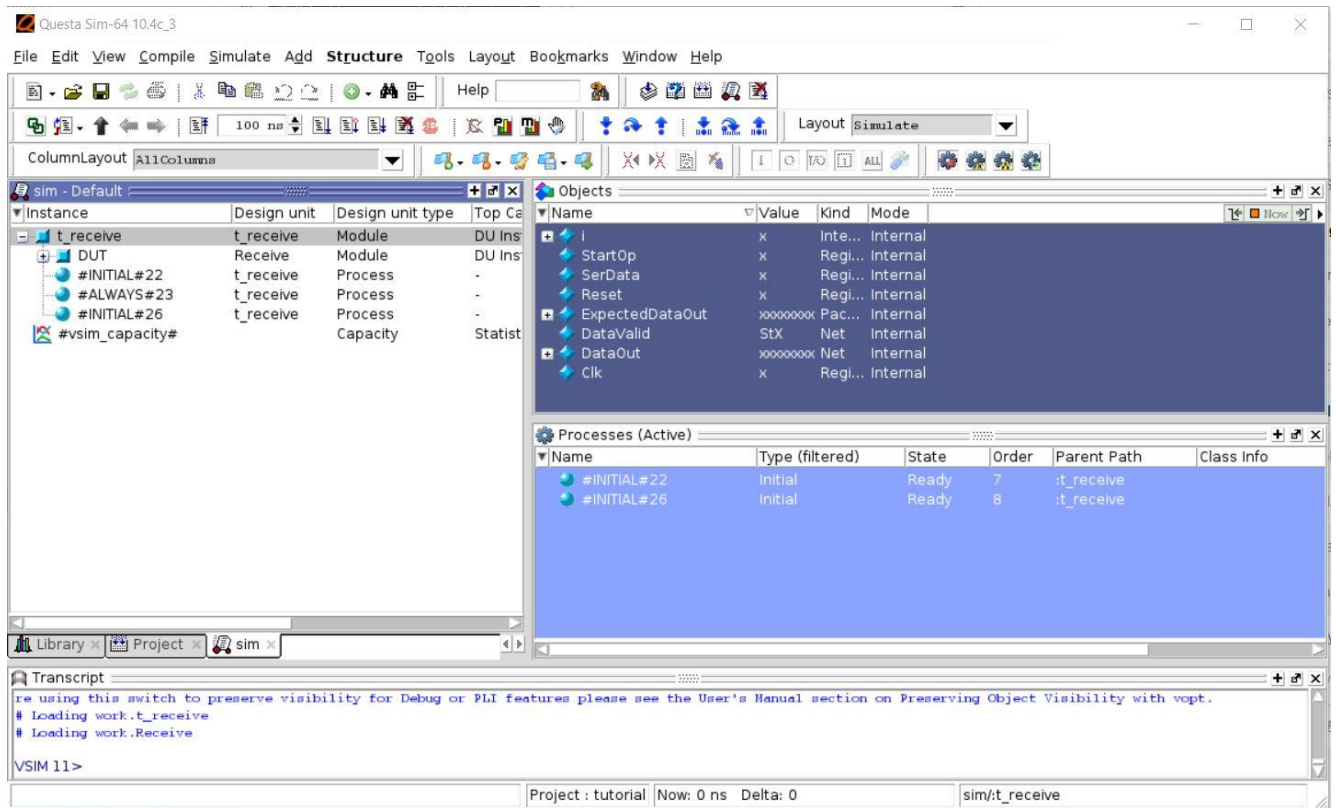 Questa Sim-64 10.4c_3
File Edit View Compile Simulate Add Structure Tools Layout Bookmarks Window Help
Help
100 ns
Layout Simulate
ColumnLayout AllColumns
sim - Default
Instance Design unit Design unit type Top Ca
t_receive t_receive Module DU Ins
DUT Receive Module DU Ins
#INITIAL#22 t_receive Process -
#ALWAYS#23 t_receive Process -
#INITIAL#26 t_receive Process -
#vsim_capacity# Capacity Statist
Library Project sim
Objects
Name Value Kind Mode Now
i x Inte... Internal
StartOp x Regi... Internal
SerData x Regi... Internal
Reset x Regi... Internal
ExpectedDataOut xxxxxxxx Pac... Internal
DataValid StX Net Internal
DataOut xxxxxxxx Net Internal
Clk x Regi... Internal
Processes (Active)
Name Type (filtered) State Order Parent Path Class Info
#INITIAL#22 Initial Ready 7 :t_receive
#INITIAL#26 Initial Ready 8 :t_receive
Transcript
re using this switch to preserve visibility for Debug or PLI features please see the User's Manual section on Preserving Object Visibility with vopt.
# Loading work.t_receive
# Loading work.Receive
VSIM 11>
Project : tutorial Now: 0 ns Delta: 0 sim/:t_receive